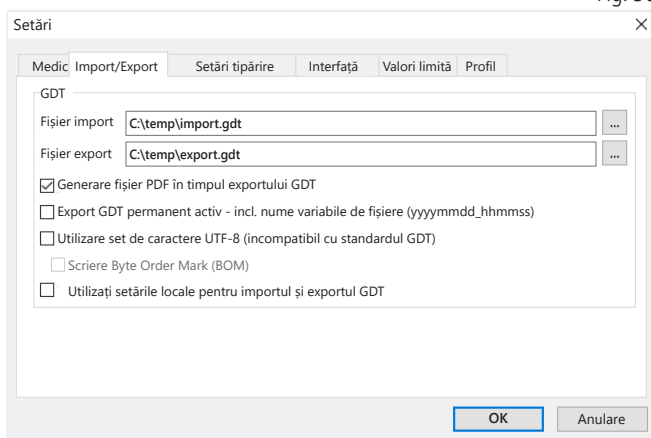 Setări
Medic Import/Export Setări tipărire Interfață Valori limită Profil
GDT
Fișier import C:\temp\import.gdt ...
Fișier export C:\temp\export.gdt ...
Generare fișier PDF în timpul exportului GDT
Export GDT permanent activ - incl. nume variabile de fișiere (yyyymmdd_hhmmss)
Utilizare set de caractere UTF-8 (incompatibil cu standardul GDT)
Scriere Byte Order Mark (BOM)
Utilizați setările locale pentru importul și exportul GDT
OK Anulare